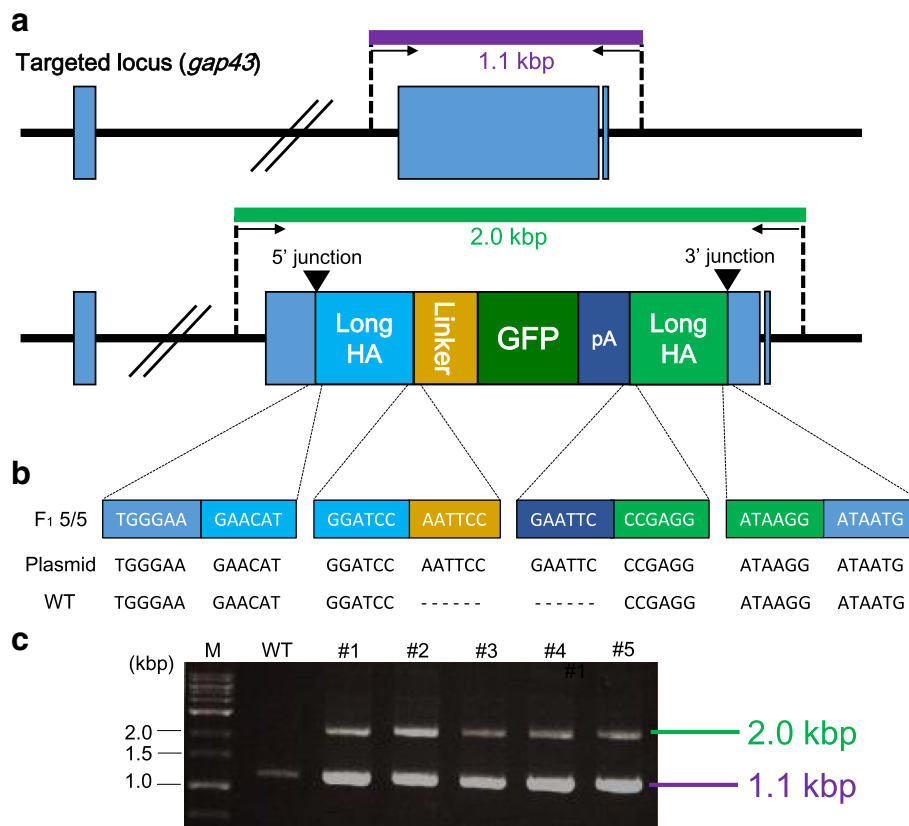 a
Targeted locus (gap43)
1.1 kbp
2.0 kbp
5' junction
3' junction
Long HA
Linker
GFP
pA
Long HA
b
F1 5/5 TGGGAA GAACAT GGATCC AATTCC GAATTC CCGAGG ATAAGG ATAATG
Plasmid TGGGAA GAACAT GGATCC AATTCC GAATTC CCGAGG ATAAGG ATAATG
WT TGGGAA GAACAT GGATCC ------ ------ CCGAGG ATAAGG ATAATG
c
(kbp) M WT #1 #2 #3 #4 #5
#1
2.0
1.5
1.0
2.0 kbp
1.1 kbp